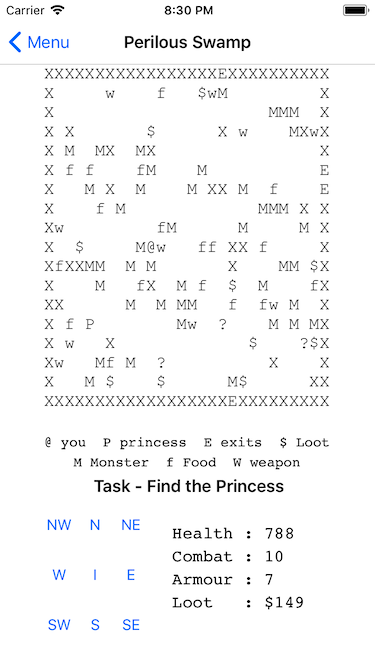 Carrier 8:30 PM
Menu Perilous Swamp
XXXXXXXXXXXXXXXXXXEXXXXXXXXXXX
X     w    f   $wM          X
X                       MMM  X
X X        $       X w    MXwX
X M  MX  MX                  X
X f f    fM    M             E
X   M X  M    M XX M  f    E
X    f M              MMM X X
Xw          fM      M     M X
X  $     M@w   ff XX f      X
XfXXMM  M M       X    MM $X
X    M   fX  M f  $  M    fX
XX      M  M MM   f  fw M  X
X f P        Mw  ?    M M MX
X w   X              $    ?$X
Xw   Mf M  ?          X    X
X   M $    $      M$      XX
XXXXXXXXXXXXXXXXXXXEXXXXXXXXXX
@ you P princess E exits $ Loot
M Monster f Food W weapon
Task - Find the Princess
NW N NE
Health : 788
Combat : 10
W I E
Armour : 7
Loot : $149
SW S SE